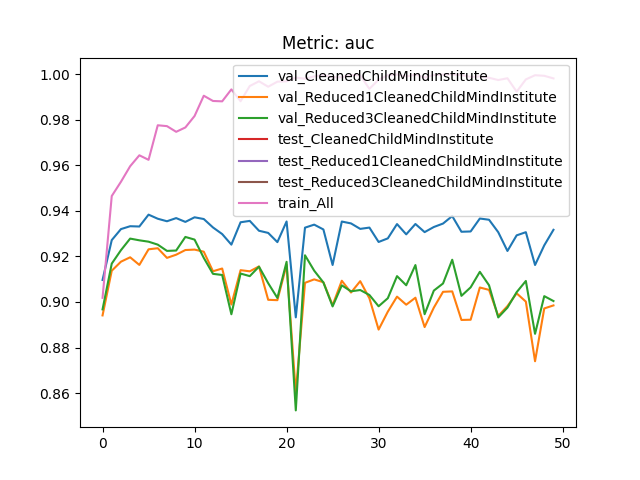 Metric: auc
val_CleanedChildMindInstitute
val_Reduced1CleanedChildMindInstitute
val_Reduced3CleanedChildMindInstitute
test_CleanedChildMindInstitute
test_Reduced1CleanedChildMindInstitute
test_Reduced3CleanedChildMindInstitute
train_All
1.00
0.98
0.96
0.94
0.92
0.90
0.88
0.86
0 10 20 30 40 50